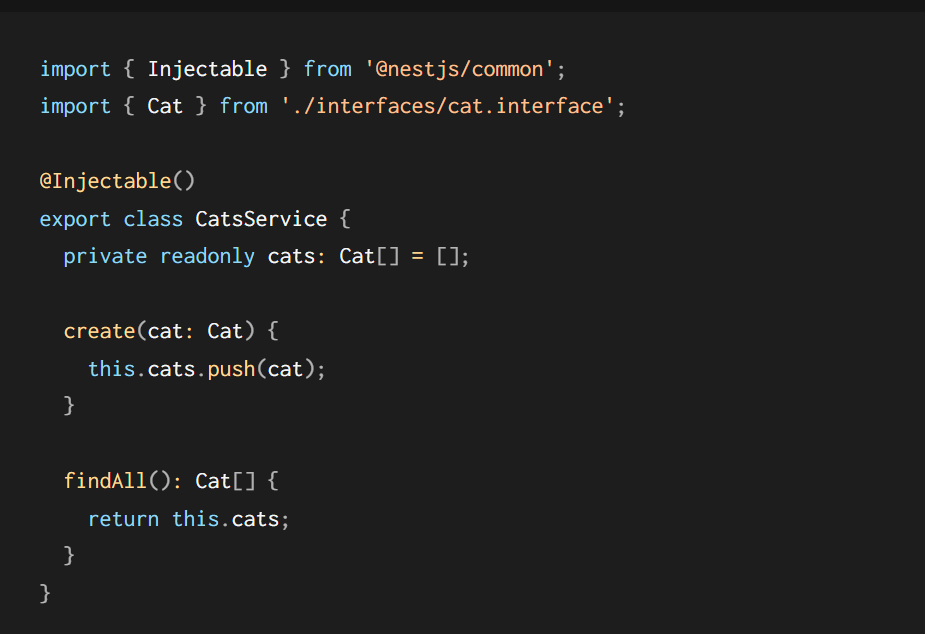 import { Injectable } from '@nestjs/common';
import { Cat } from './interfaces/cat.interface';
@Injectable()
export class CatsService {
  private readonly cats: Cat[] = [];
  create(cat: Cat) {
    this.cats.push(cat);
  }
  findAll(): Cat[] {
    return this.cats;
  }
}